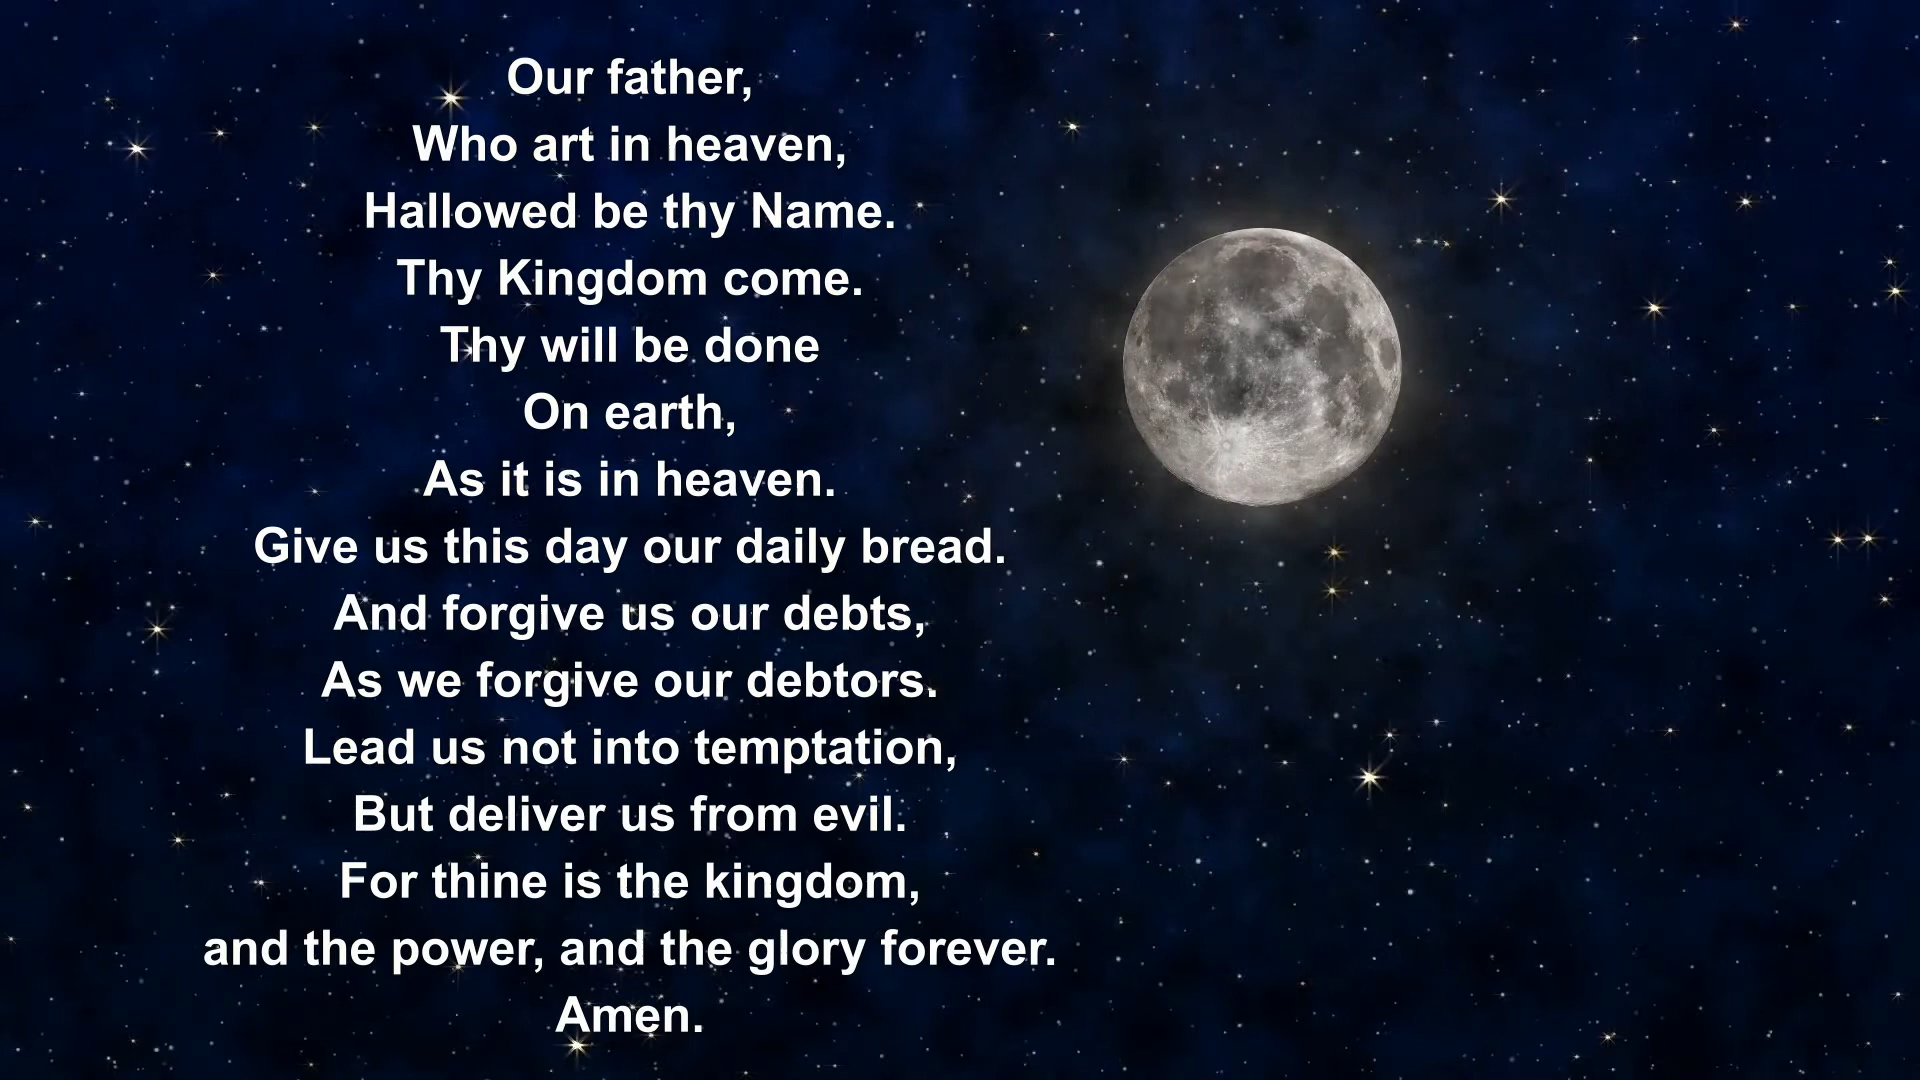 Our father,
Who art in heaven,
Hallowed be thy Name.
Thy Kingdom come.
Thy will be done
On earth,
As it is in heaven.
Give us this day our daily bread.
And forgive us our debts,
As we forgive our debtors.
Lead us not into temptation,
But deliver us from evil.
For thine is the kingdom,
and the power, and the glory forever.
Amen.